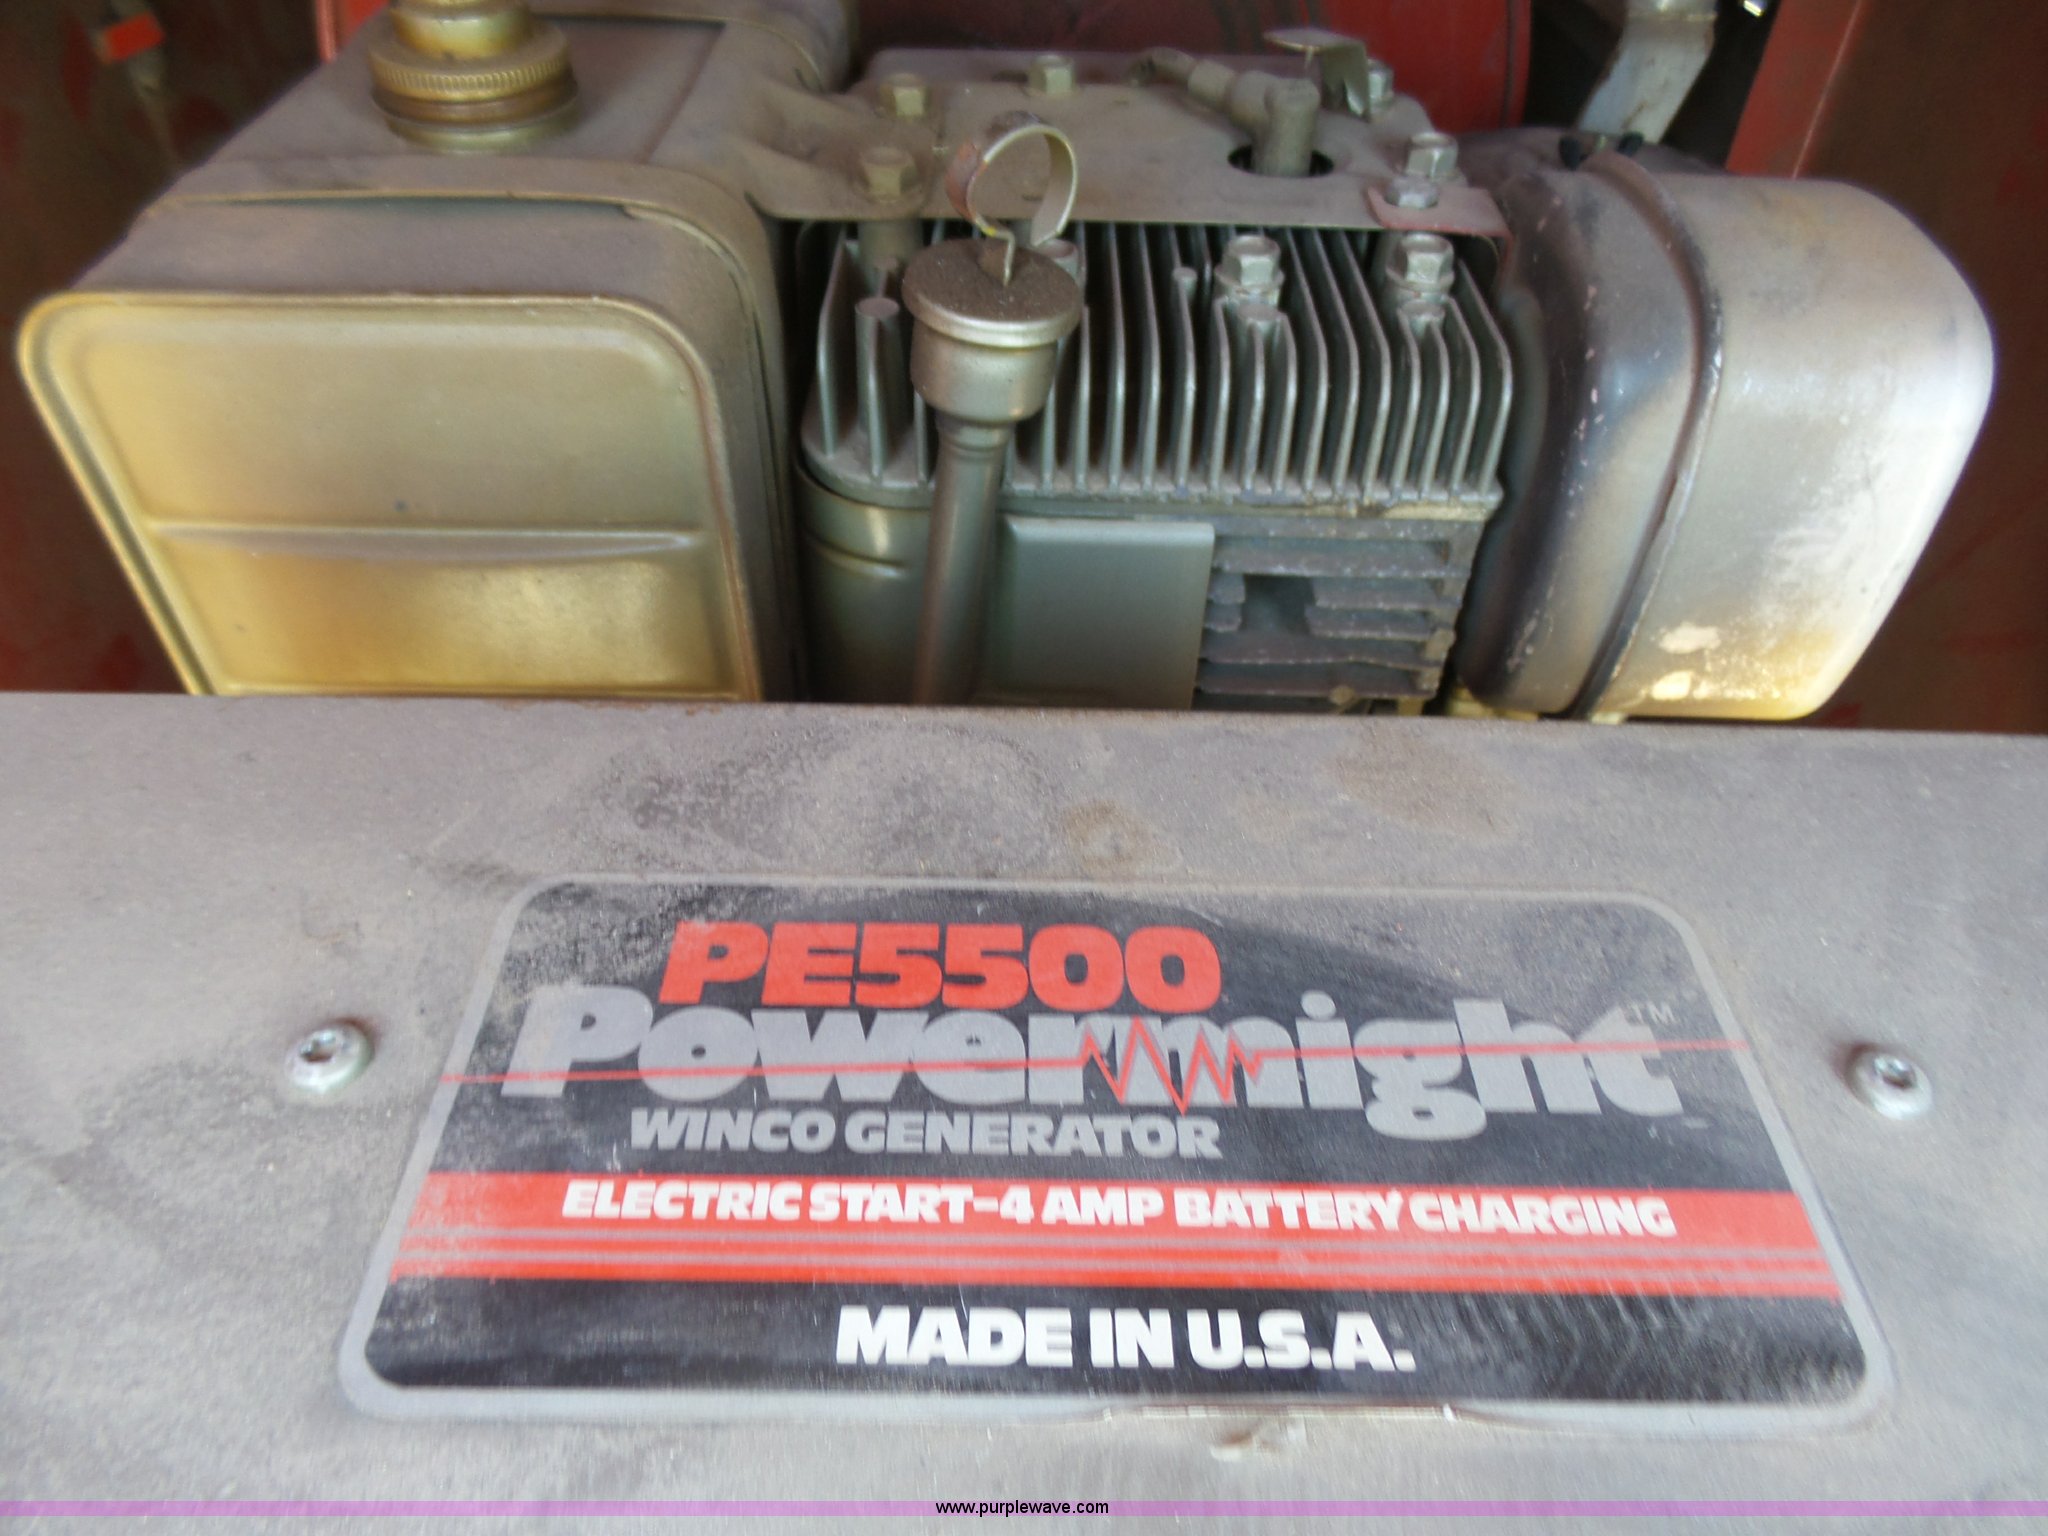 PE5500
Powermight™
WINCO GENERATOR
ELECTRIC START-4 AMP BATTERY CHARGING
MADE IN U.S.A.
www.purplewave.com